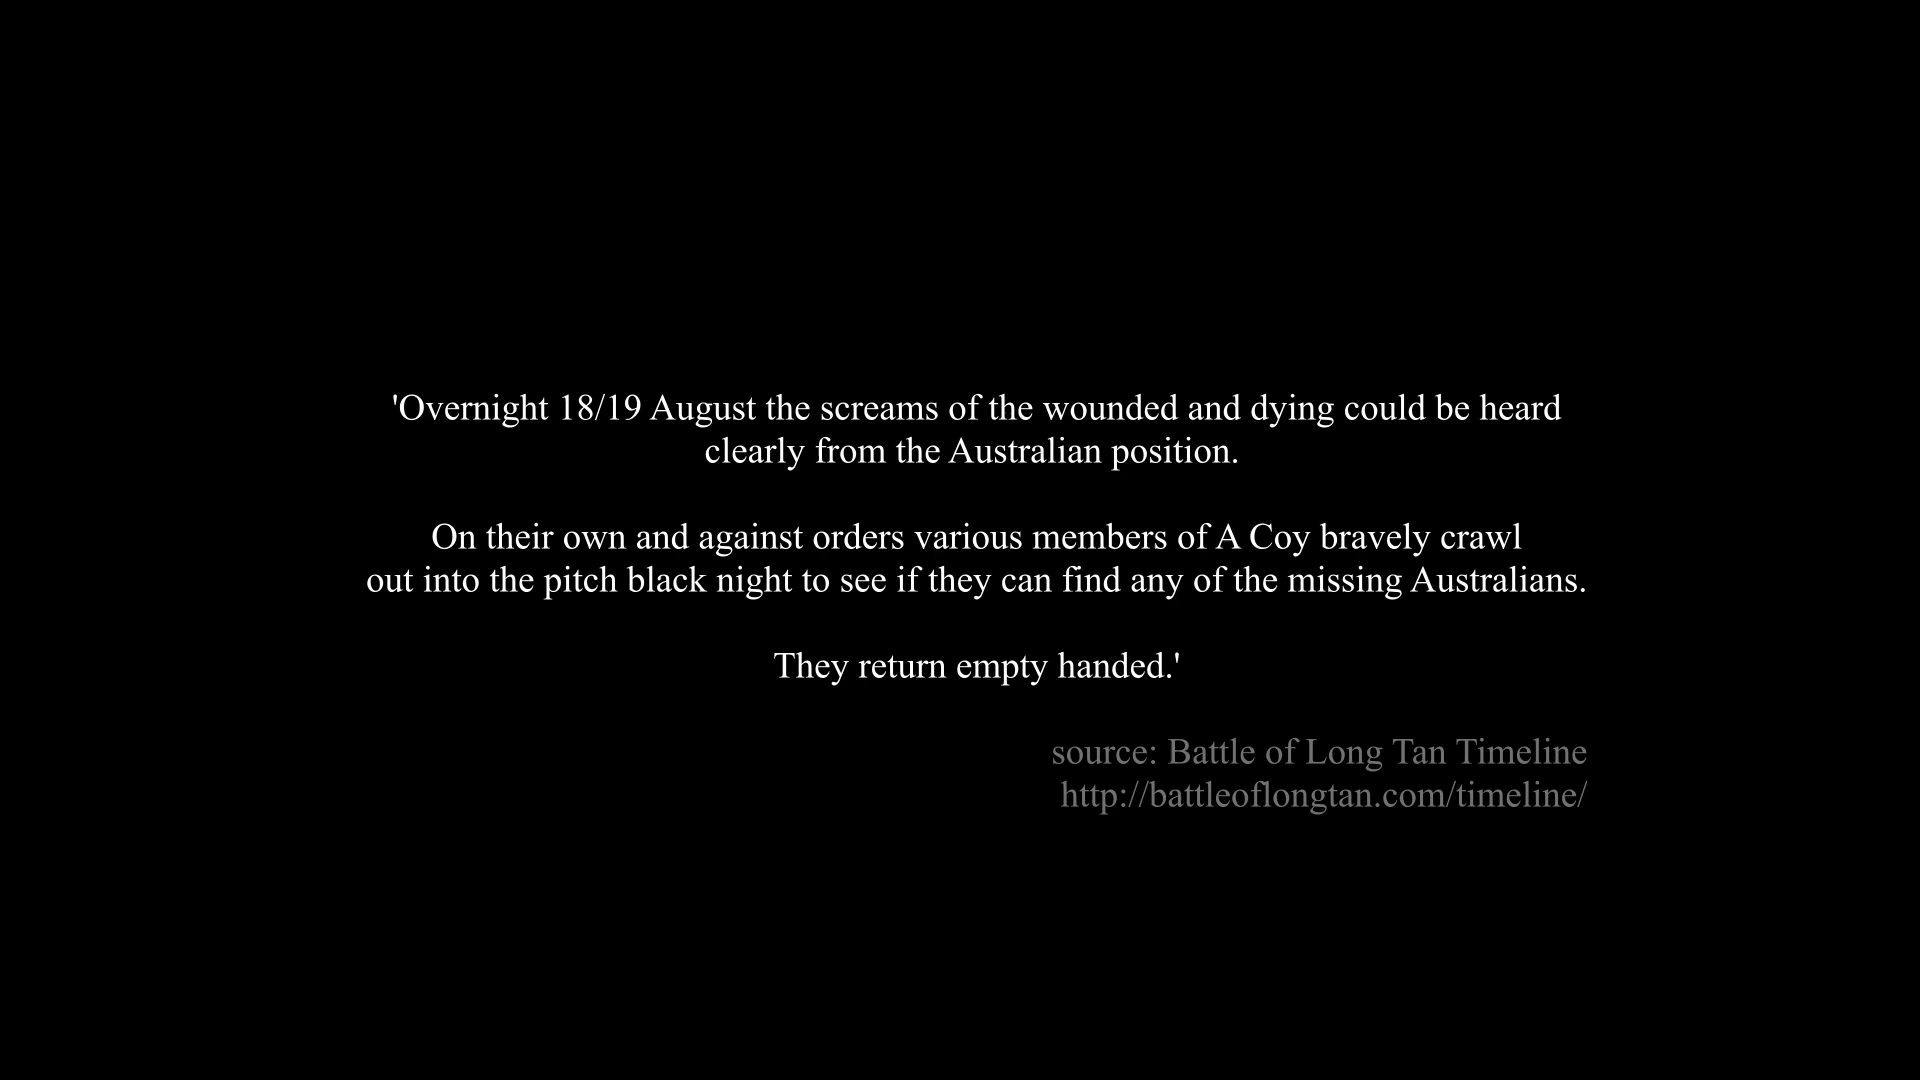 'Overnight 18/19 August the screams of the wounded and dying could be heard
clearly from the Australian position.
On their own and against orders various members of A Coy bravely crawl
out into the pitch black night to see if they can find any of the missing Australians.
They return empty handed.'
source: Battle of Long Tan Timeline
http://battleoflongtan.com/timeline/